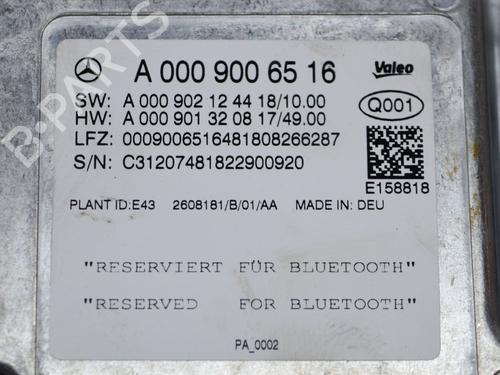 A 000 900 65 16
Valeo
SW: A 000 902 124 4 18/10.00
HW: A 000 901 32 08 17/49.00
Q001
LFZ: 0009006516481808266287
S/N: C31207481822900920
E158818
PLANT ID:E43 2608181/B/01/AA MADE IN: DEU
"RESERVIERT FÜR BLUETOOTH"
"RESERVED FOR BLUETOOTH"
PA_0002
B-PARTS